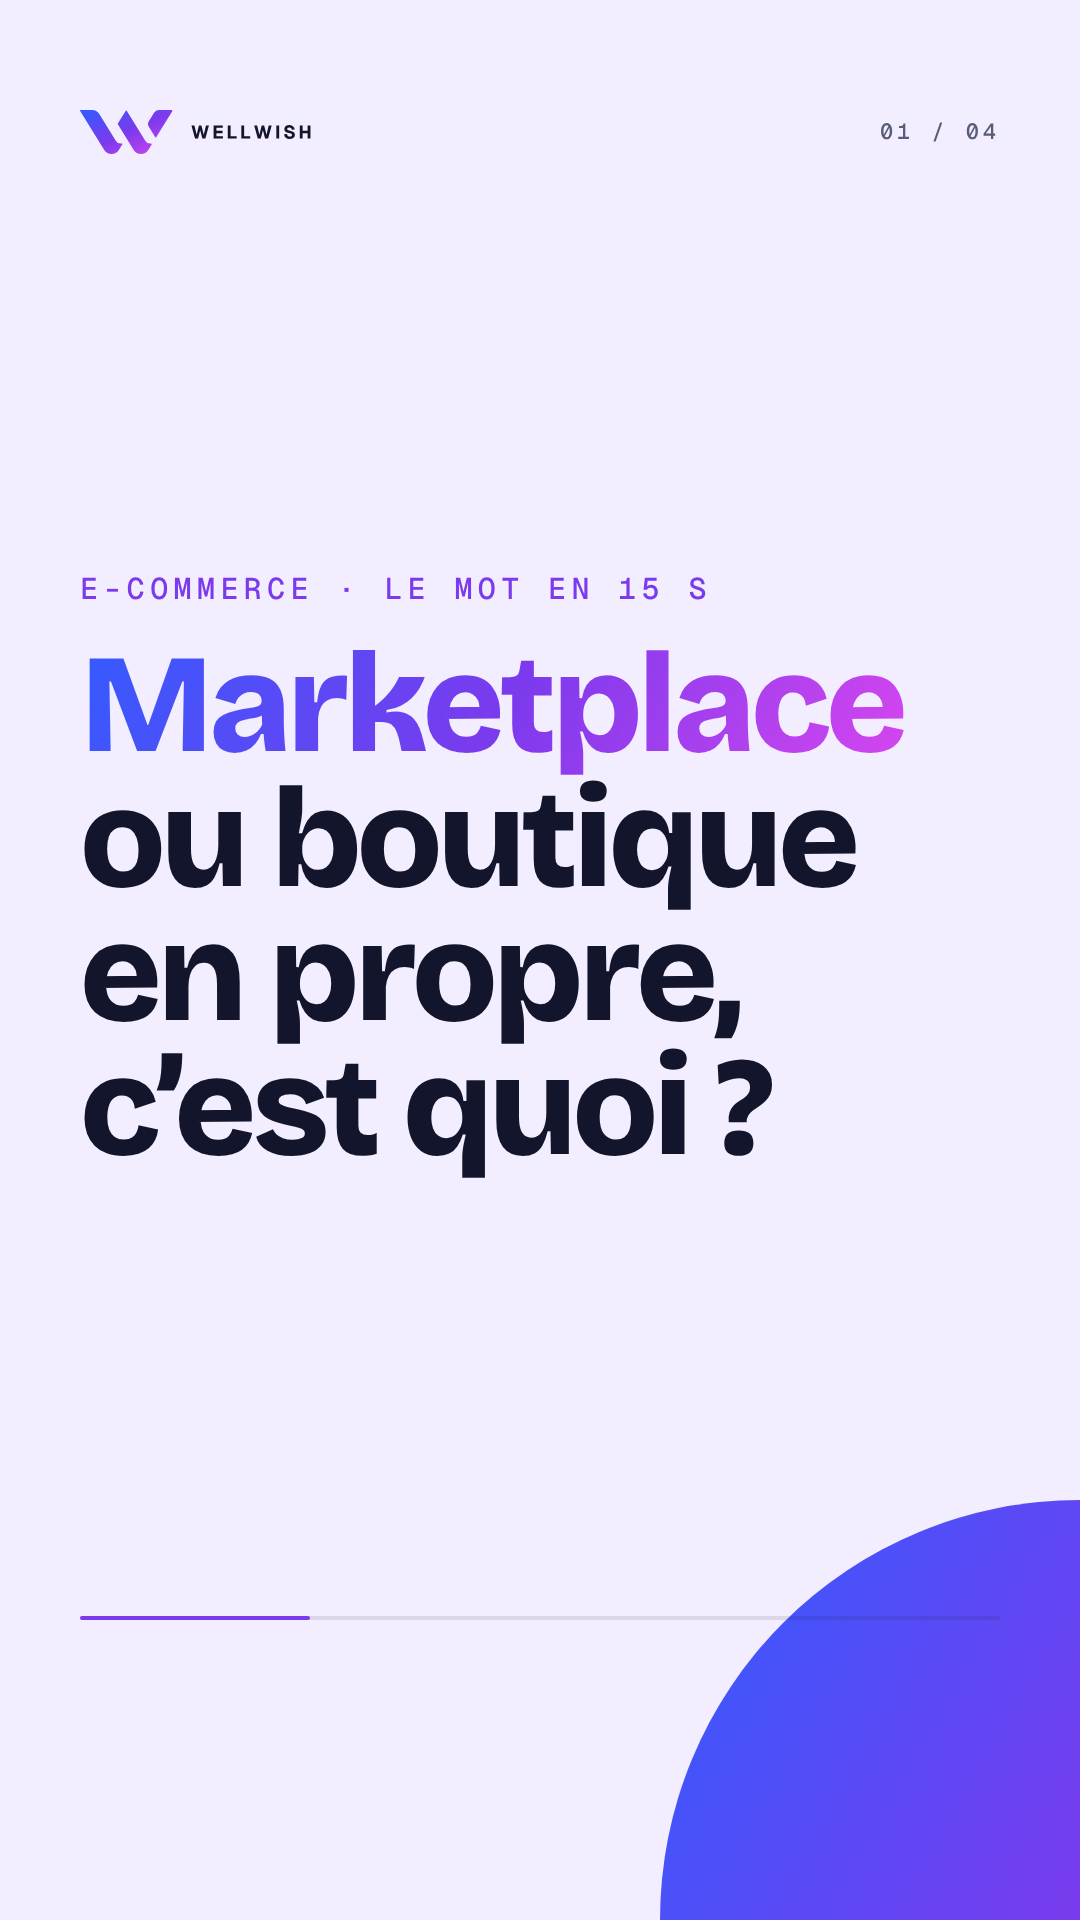 WELLWISH
01 / 04
E-COMMERCE · LE MOT EN 15 S
Marketplace
ou boutique
en propre,
c’est quoi ?